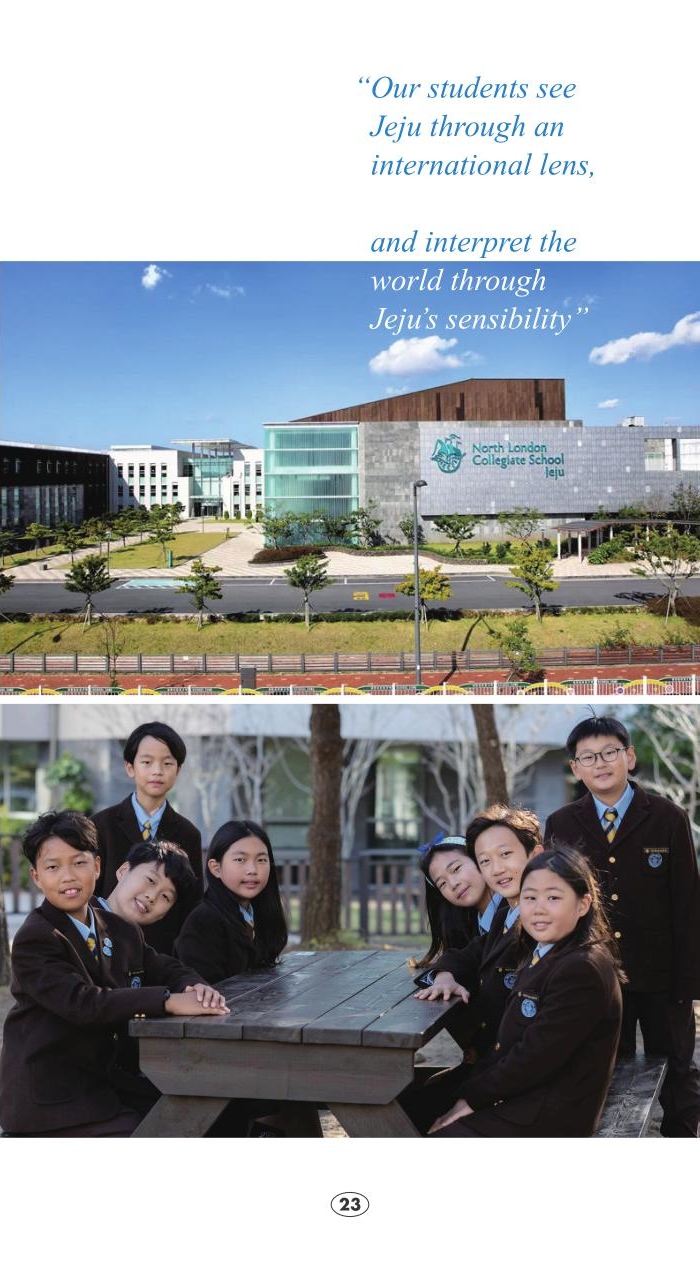 “Our students see
Jeju through an
international lens,
and interpret the
world through
Jeju’s sensibility”
North London
Collegiate School
Jeju
23